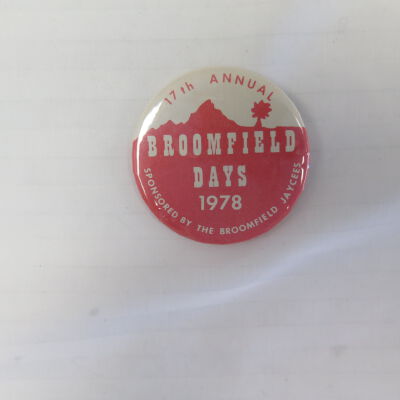 17th ANNUAL
BROOMFIELD
DAYS
1978
SPONSORED BY THE BROOMFIELD JAYCEES